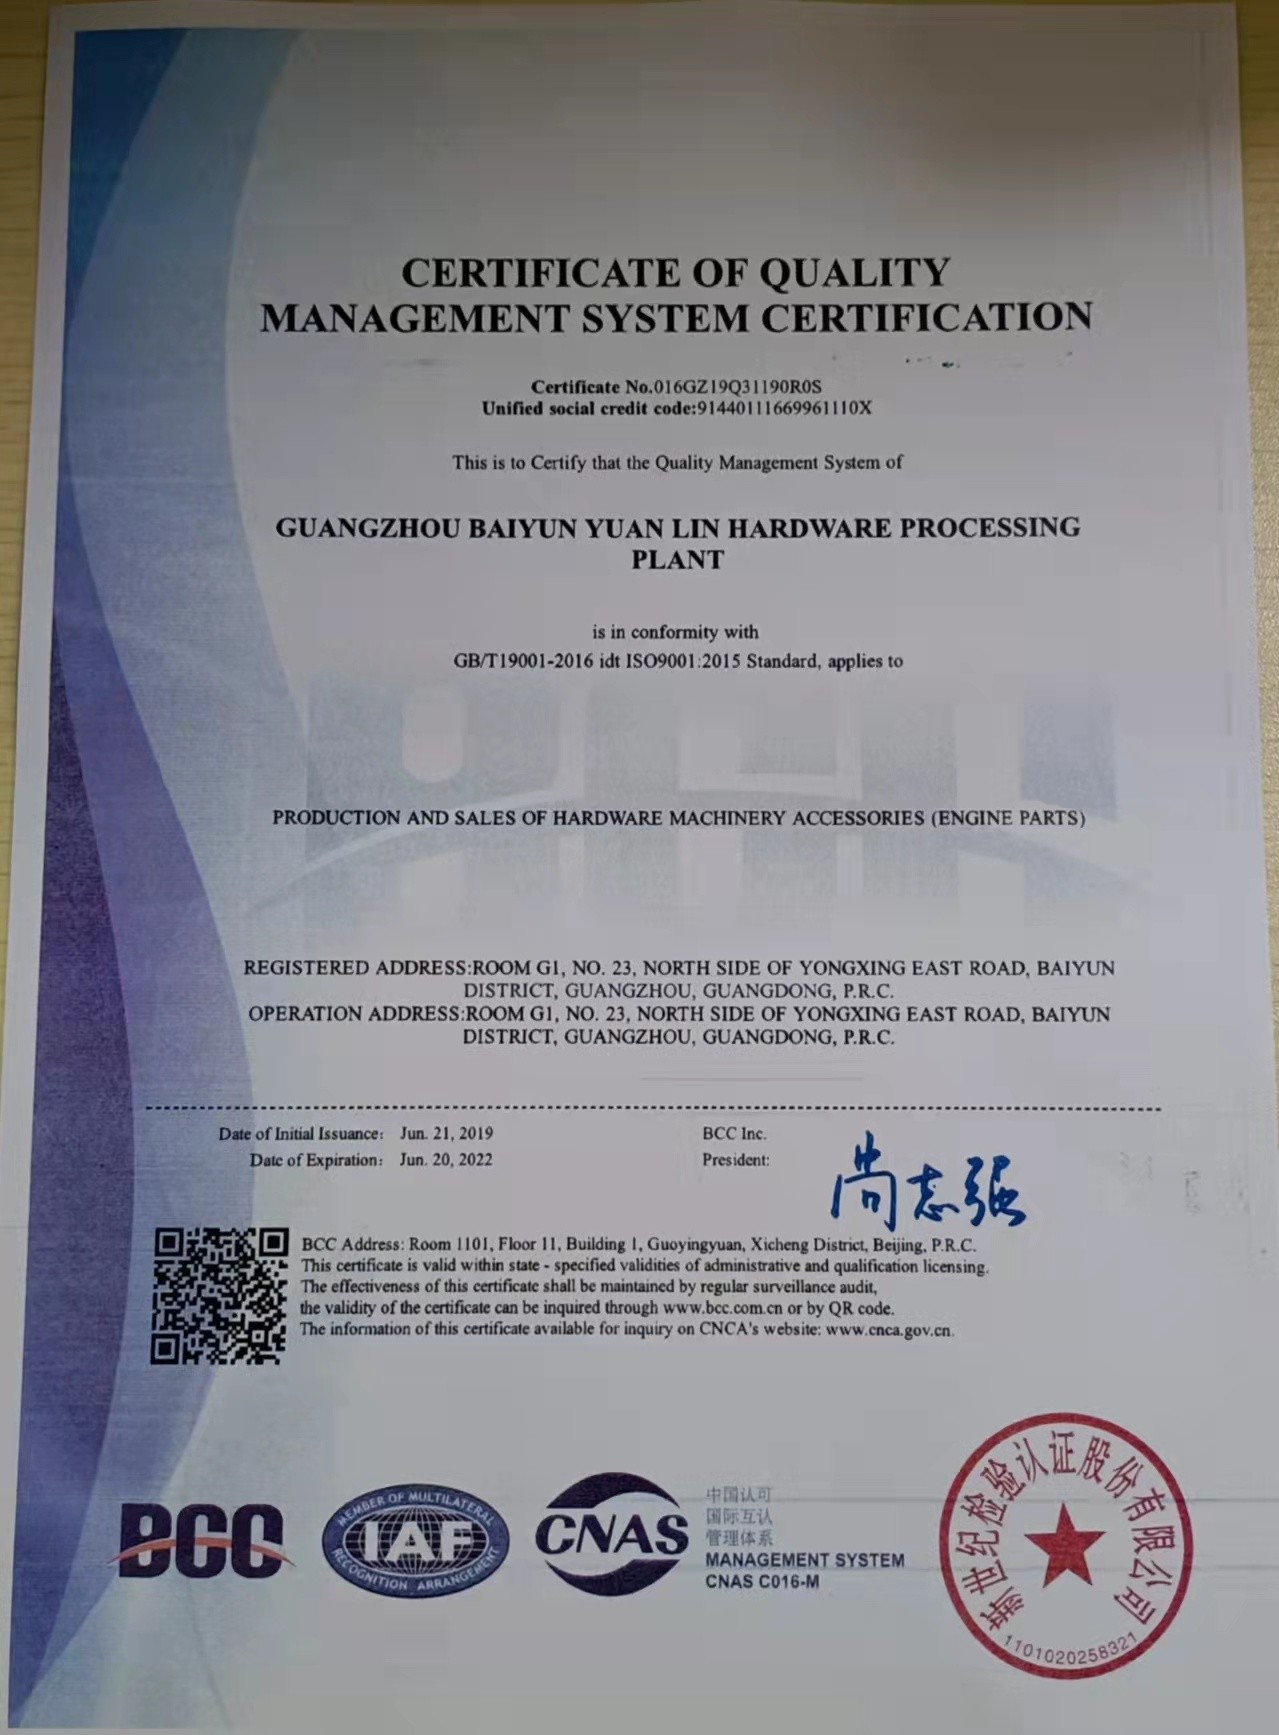 CERTIFICATE OF QUALITY
MANAGEMENT SYSTEM CERTIFICATION
Certificate No.016GZ19Q31190R0S
Unified social credit code:91440111669961110X
This is to Certify that the Quality Management System of
GUANGZHOU BAIYUN YUAN LIN HARDWARE PROCESSING
PLANT
is in conformity with
GB/T19001-2016 idt ISO9001:2015 Standard, applies to
PRODUCTION AND SALES OF HARDWARE MACHINERY ACCESSORIES (ENGINE PARTS)
REGISTERED ADDRESS:ROOM G1, NO. 23, NORTH SIDE OF YONGXING EAST ROAD, BAIYUN
DISTRICT, GUANGZHOU, GUANGDONG, P.R.C.
OPERATION ADDRESS:ROOM G1, NO. 23, NORTH SIDE OF YONGXING EAST ROAD, BAIYUN
DISTRICT, GUANGZHOU, GUANGDONG, P.R.C.
Date of Initial Issuance: Jun. 21, 2019
Date of Expiration: Jun. 20, 2022
BCC Inc.
President:
尚志强
BCC Address: Room 1101, Floor 11, Building 1, Guoyingyuan, Xicheng District, Beijing, P.R.C.
This certificate is valid within state - specified validities of administrative and qualification licensing.
The effectiveness of this certificate shall be maintained by regular surveillance audit,
the validity of the certificate can be inquired through www.bcc.com.cn or by QR code.
The information of this certificate available for inquiry on CNCA's website: www.cnca.gov.cn.
BCC
MEMBER OF MULTILATERAL
IAF
RECOGNITION ARRANGEMENT
CNAS
中国认可
国际互认
管理体系
MANAGEMENT SYSTEM
CNAS C016-M
新世纪检验认证股份有限公司
1101020258321